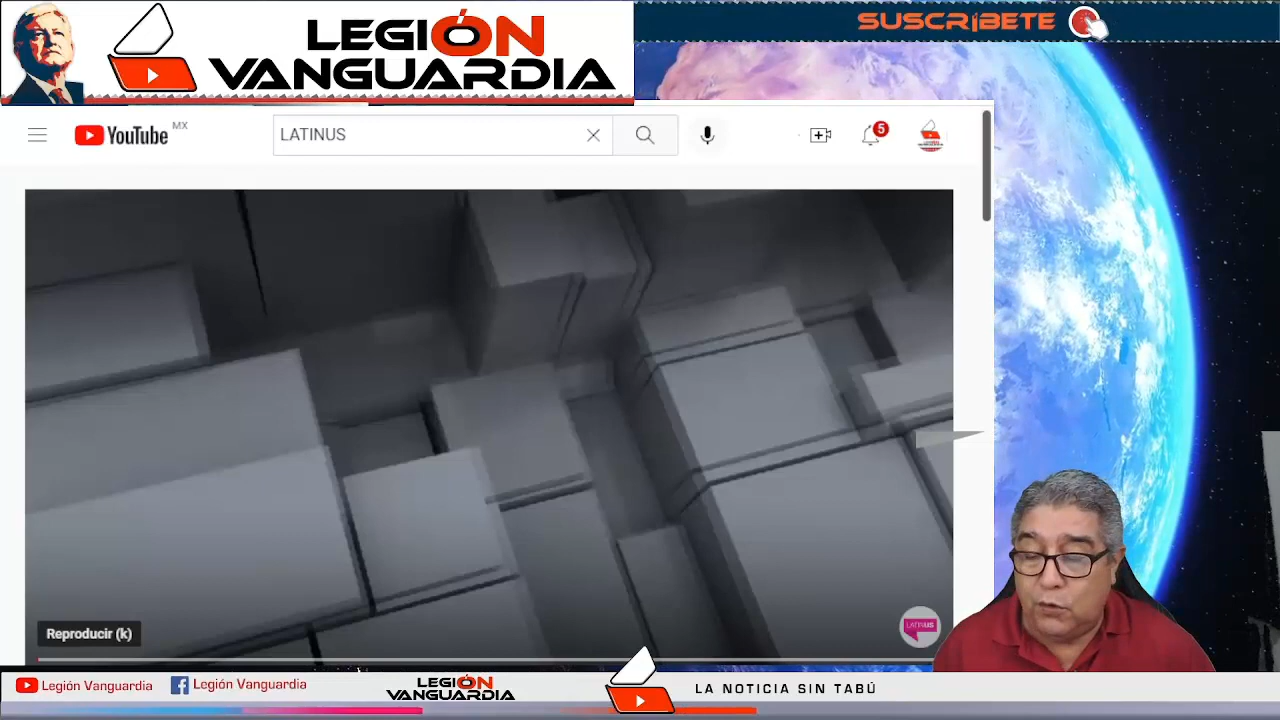 LEGIÓN
VANGUARDIA
SUSCRÍBETE
YouTube MX
LATINUS
5
Reproducir (k)
LATINUS
Legión Vanguardia
Legión Vanguardia
LEGIÓN
VANGUARDIA
LA NOTICIA SIN TABÚ